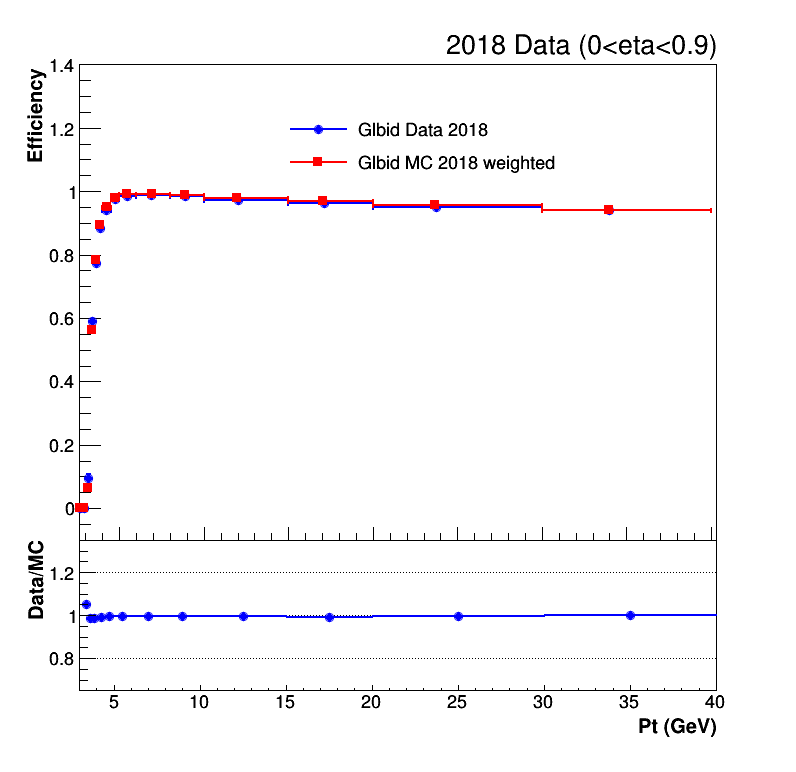 2018 Data (0<eta<0.9)
Efficiency
1.4
1.2
1
0.8
0.6
0.4
0.2
0
Glbid Data 2018
Glbid MC 2018 weighted
Data/MC
1.2
1
0.8
5 10 15 20 25 30 35 40
Pt (GeV)